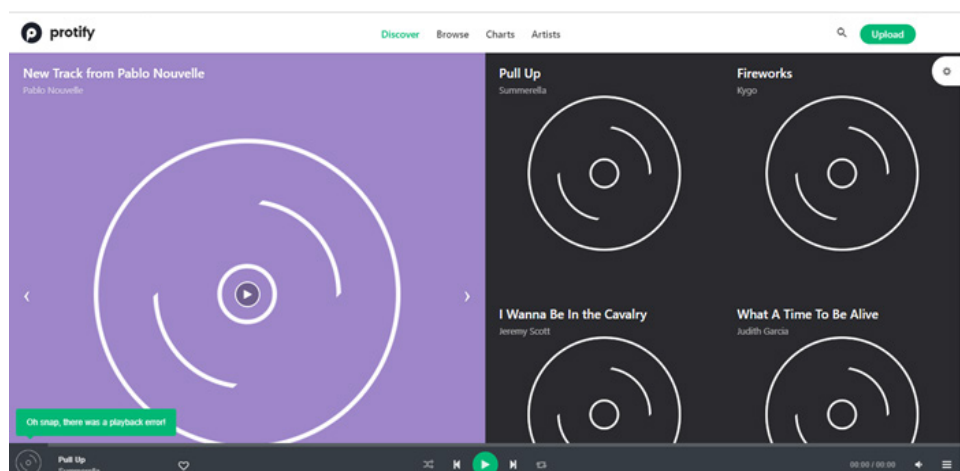 protify
Discover Browse Charts Artists
Upload
New Track from Pablo Nouvelle
Pablo Nouvelle
Pull Up
Summerella
Fireworks
Kygo
I Wanna Be In the Cavalry
Jeremy Scott
What A Time To Be Alive
Judith Garcia
Oh snap, there was a playback error!
Pull Up
Summerella
00:00 / 00:00